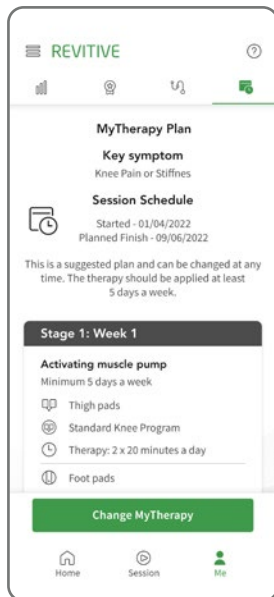 REVITIVE
MyTherapy Plan
Key symptom
Knee Pain or Stiffnes
Session Schedule
Started - 01/04/2022
Planned Finish - 09/06/2022
This is a suggested plan and can be changed at any
time. The therapy should be applied at least
5 days a week.
Stage 1: Week 1
Activating muscle pump
Minimum 5 days a week
Thigh pads
Standard Knee Program
Therapy: 2 x 20 minutes a day
Foot pads
Change MyTherapy
Home Session Me